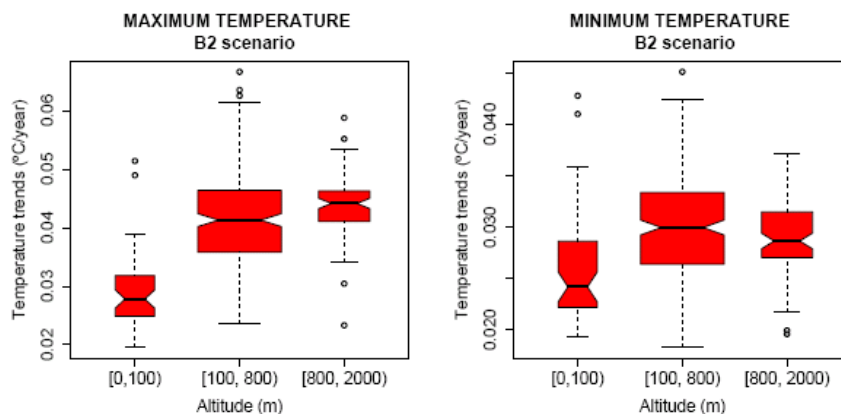 MAXIMUM TEMPERATURE
B2 scenario
Temperature trends (ºC/year)
0.06
0.05
0.04
0.03
0.02
[0,100)
[100, 800)
[800, 2000)
Altitude (m)
MINIMUM TEMPERATURE
B2 scenario
Temperature trends (ºC/year)
0.040
0.030
0.020
[0,100)
[100, 800)
[800, 2000)
Altitude (m)